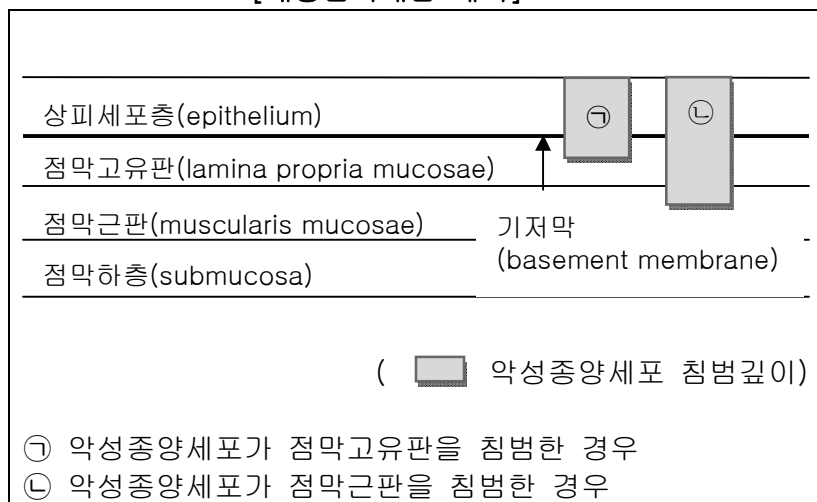 상피세포층(epithelium)
㉠
㉡
점막고유판(lamina propria mucosae)
점막근판(muscularis mucosae)
기저막
(basement membrane)
점막하층(submucosa)
( 악성종양세포 침범깊이)
㉠ 악성종양세포가 점막고유판을 침범한 경우
㉡ 악성종양세포가 점막근판을 침범한 경우